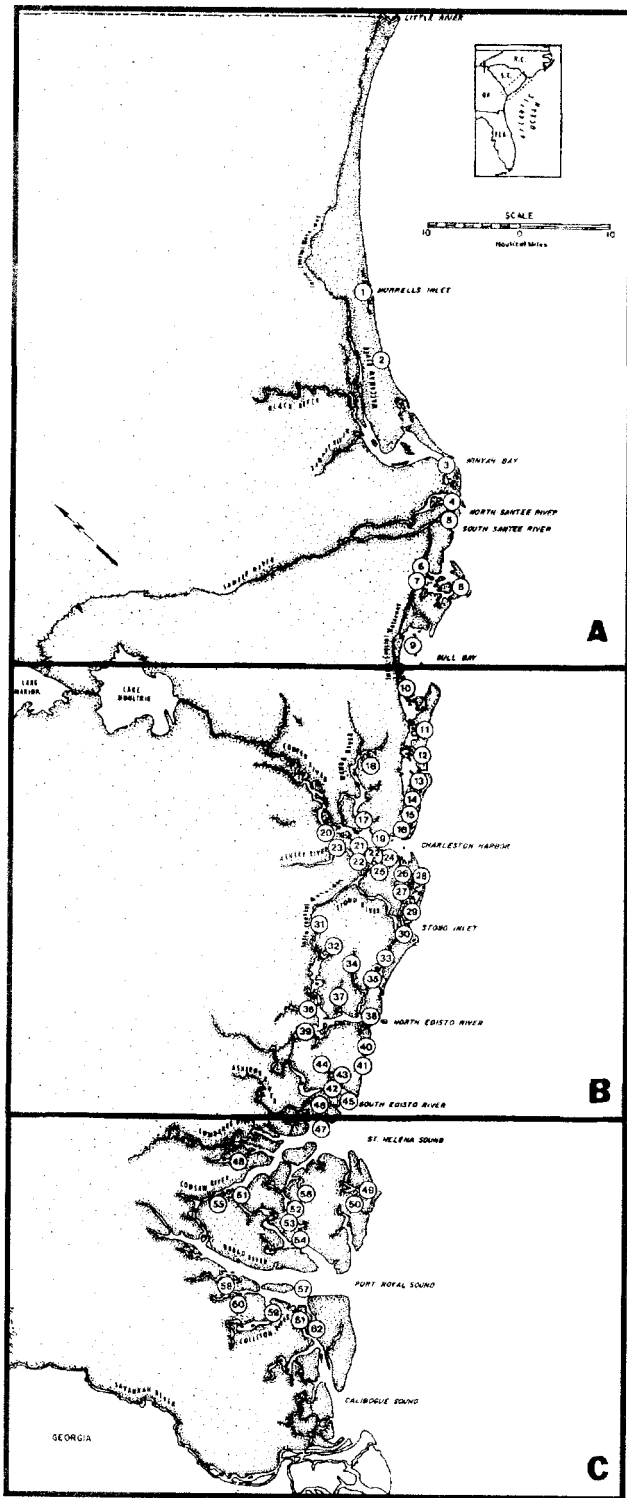 LITTLE RIVER
N.C.
S.C.
GA.
FLA.
ATLANTIC
OCEAN
SCALE
10 0 10
Nautical Miles
1 MURRELLS INLET
2
WACCAMAW RIVER
BLACK RIVER
3 WINYAH BAY
4 NORTH SANTEE RIVER
5 SOUTH SANTEE RIVER
SANTEE RIVER
6
7
8
A
9
BULL BAY
LAKE
MARION
LAKE
MOULTRIE
10
11
12
COOPER RIVER
WANDO RIVER
18
13
14
15
17
16
20
19
CHARLESTON HARBOR
ASHLEY RIVER
23
21
22
24
25
26
28
27
STONO RIVER
29
31
30
STONO INLET
32
33
34
35
37
36
38
NORTH EDISTO RIVER
39
40
41
44
43
ASHEPOO RIVER
42
45
46
SOUTH EDISTO RIVER
B
47
ST. HELENA SOUND
COMBAHEE RIVER
48
COOSAW RIVER
51
55
49
50
52
53
54
BROAD RIVER
58
57
PORT ROYAL SOUND
60
59
62
COLLETON RIVER
CALIBOGUE SOUND
SAVANNAH RIVER
GEORGIA
C